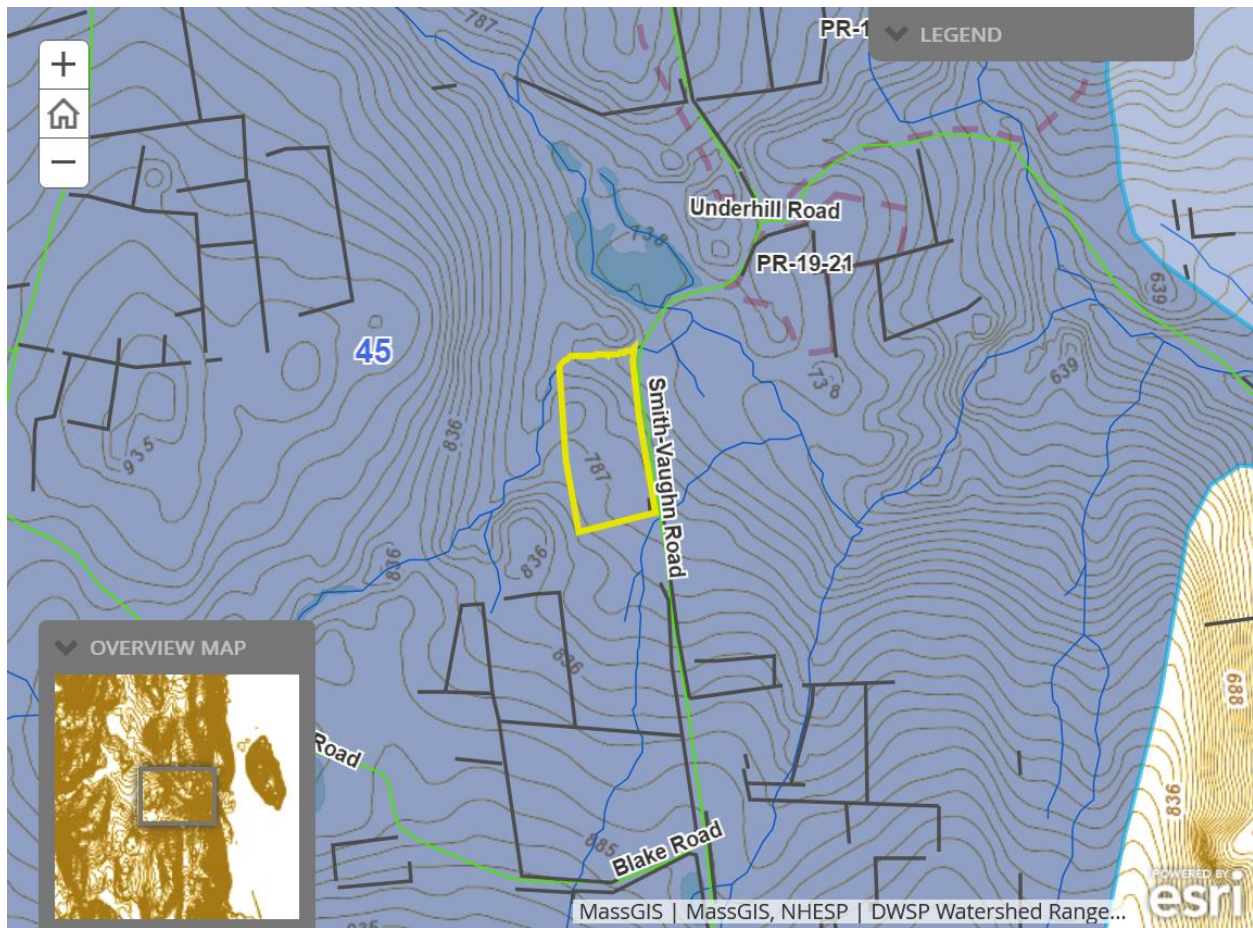 787
PR-1
LEGEND
+
−
Underhill Road
738
PR-19-21
639
45
836
935
787
Smith-Vaughn Road
738
639
836
836
836
OVERVIEW MAP
689
Road
836
885
Blake Road
MassGIS | MassGIS, NHESP | DWSP Watershed Range...
POWERED BY
esri